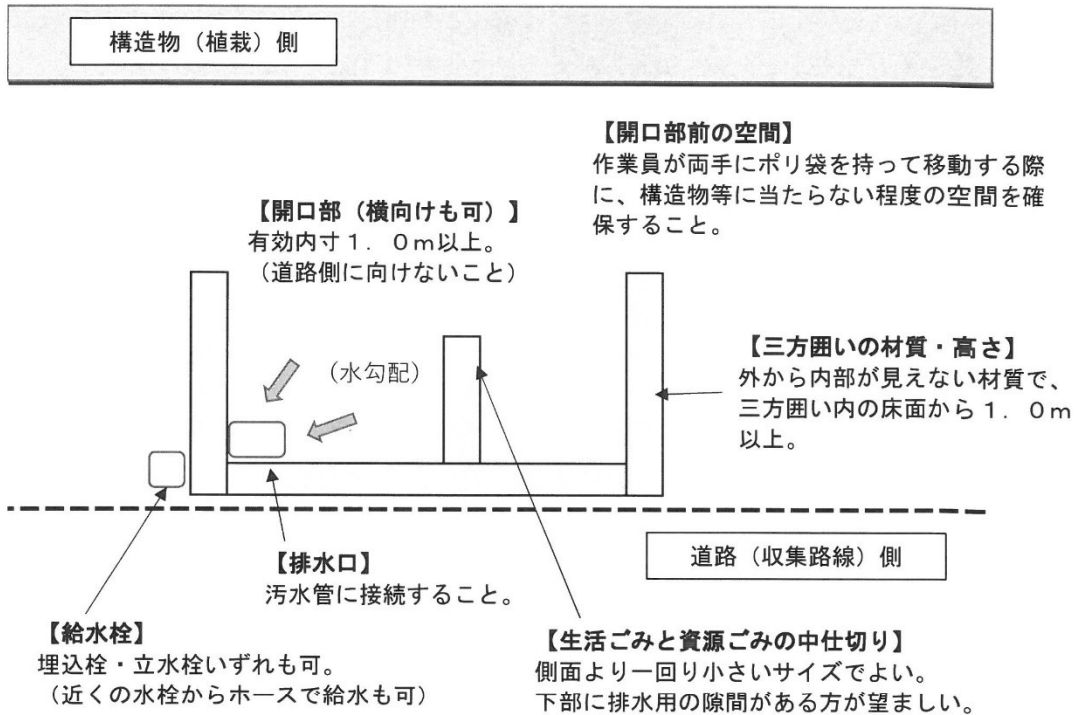 構造物（植栽）側
【開口部前の空間】
作業員が両手にポリ袋を持って移動する際
に、構造物等に当たらない程度の空間を確
保すること。
【開口部（横向けも可）】
有効内寸１．０ｍ以上。
（道路側に向けないこと）
（水勾配）
【三方囲いの材質・高さ】
外から内部が見えない材質で、
三方囲い内の床面から１．０ｍ
以上。
道路（収集路線）側
【排水口】
汚水管に接続すること。
【給水栓】
埋込栓・立水栓いずれも可。
（近くの水栓からホースで給水も可）
【生活ごみと資源ごみの中仕切り】
側面より一回り小さいサイズでよい。
下部に排水用の隙間がある方が望ましい。